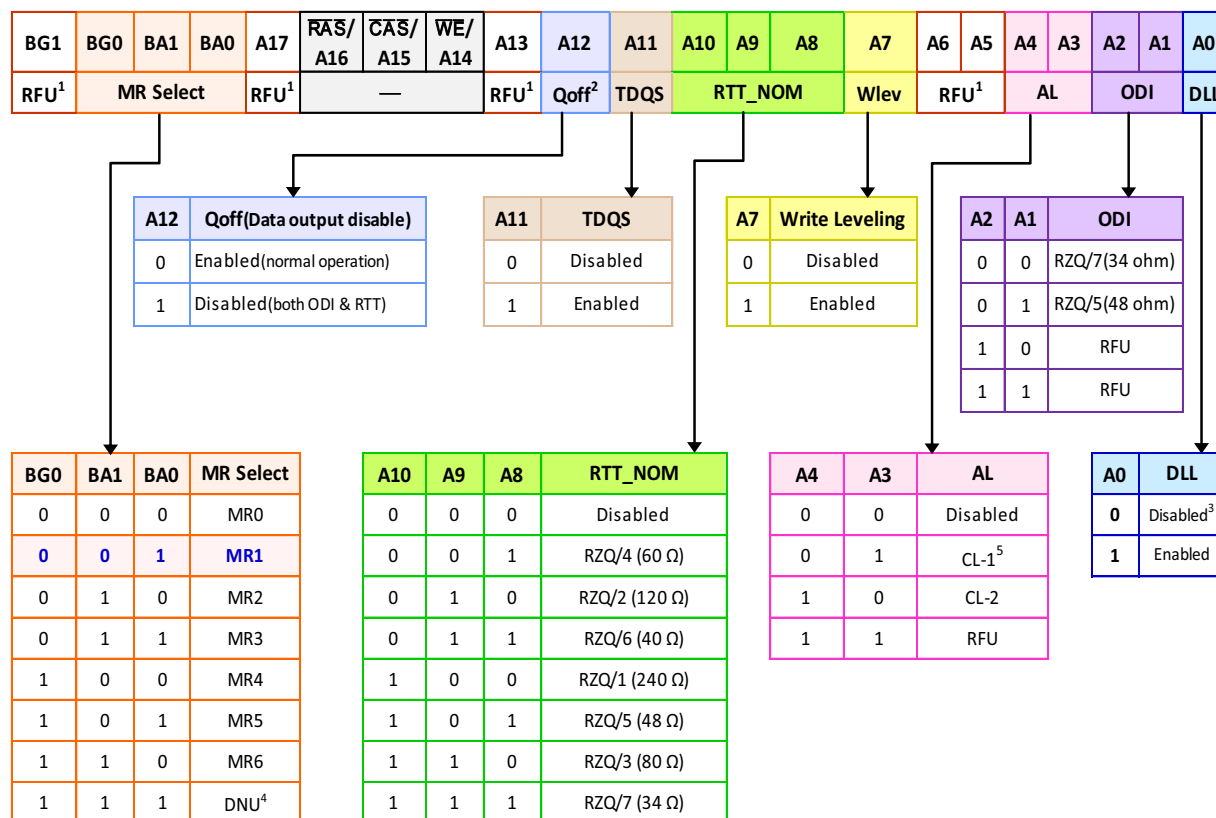 BG1 BG0 BA1 BA0 A17 RAS/ A16 CAS/ A15 WE/ A14 A13 A12 A11 A10 A9 A8 A7 A6 A5 A4 A3 A2 A1 A0
RFU1 MR Select RFU1 — RFU1 Qoff2 TDQS RTT_NOM Wlev RFU1 AL ODI DLL
A12 Qoff(Data output disable)
0 Enabled(normal operation)
1 Disabled(both ODI & RTT)
A11 TDQS
0 Disabled
1 Enabled
A7 Write Leveling
0 Disabled
1 Enabled
A2 A1 ODI
0 0 RZQ/7(34 ohm)
0 1 RZQ/5(48 ohm)
1 0 RFU
1 1 RFU
BG0 BA1 BA0 MR Select
0 0 0 MR0
0 0 1 MR1
0 1 0 MR2
0 1 1 MR3
1 0 0 MR4
1 0 1 MR5
1 1 0 MR6
1 1 1 DNU4
A10 A9 A8 RTT_NOM
0 0 0 Disabled
0 0 1 RZQ/4 (60 Ω)
0 1 0 RZQ/2 (120 Ω)
0 1 1 RZQ/6 (40 Ω)
1 0 0 RZQ/1 (240 Ω)
1 0 1 RZQ/5 (48 Ω)
1 1 0 RZQ/3 (80 Ω)
1 1 1 RZQ/7 (34 Ω)
A4 A3 AL
0 0 Disabled
0 1 CL-15
1 0 CL-2
1 1 RFU
A0 DLL
0 Disabled3
1 Enabled